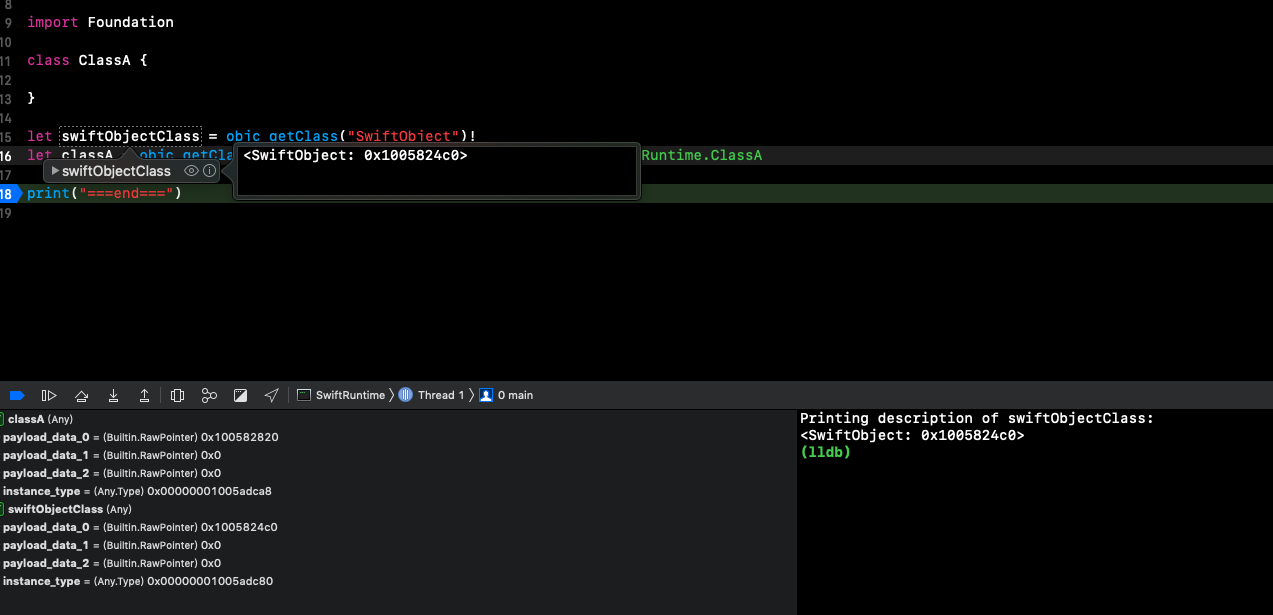 8
9 import Foundation
10
11 class ClassA {
12
13 }
14
15 let swiftObjectClass = objc_getClass("SwiftObject")!
16 let classA objc_getCla Runtime.ClassA
<SwiftObject: 0x1005824c0>
17
swiftObjectClass
18 print("===end===")
19
SwiftRuntime Thread 1 0 main
classA (Any)
payload_data_0 = (Builtin.RawPointer) 0x100582820
payload_data_1 = (Builtin.RawPointer) 0x0
payload_data_2 = (Builtin.RawPointer) 0x0
instance_type = (Any.Type) 0x00000001005adca8
swiftObjectClass (Any)
payload_data_0 = (Builtin.RawPointer) 0x1005824c0
payload_data_1 = (Builtin.RawPointer) 0x0
payload_data_2 = (Builtin.RawPointer) 0x0
instance_type = (Any.Type) 0x00000001005adc80
Printing description of swiftObjectClass:
<SwiftObject: 0x1005824c0>
(lldb)